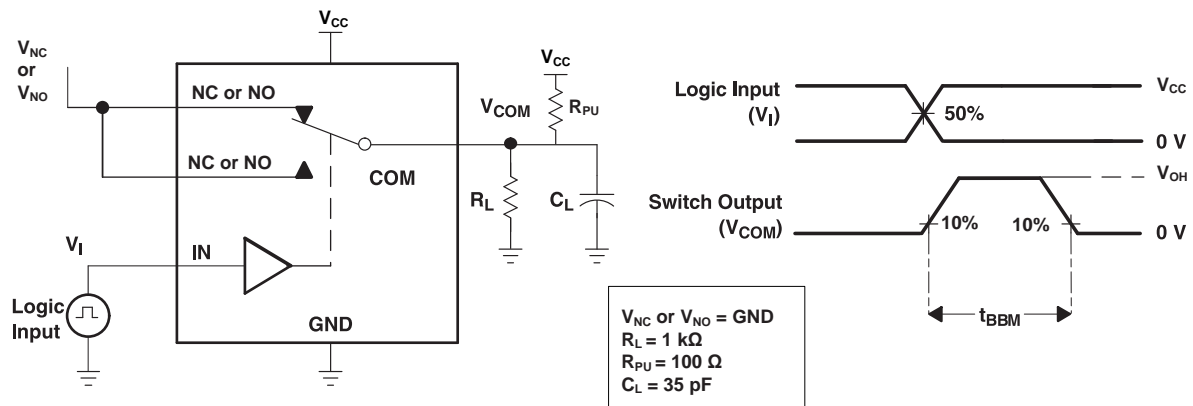 VCC
VNC
or
VNO
NC or NO
NC or NO
COM
VCOM
VCC
RPU
RL
CL
VI
IN
Logic
Input
GND
VNC or VNO = GND
RL = 1 kΩ
RPU = 100 Ω
CL = 35 pF
Logic Input
(VI)
50%
VCC
0 V
Switch Output
(VCOM)
10%
10%
VOH
0 V
tBBM